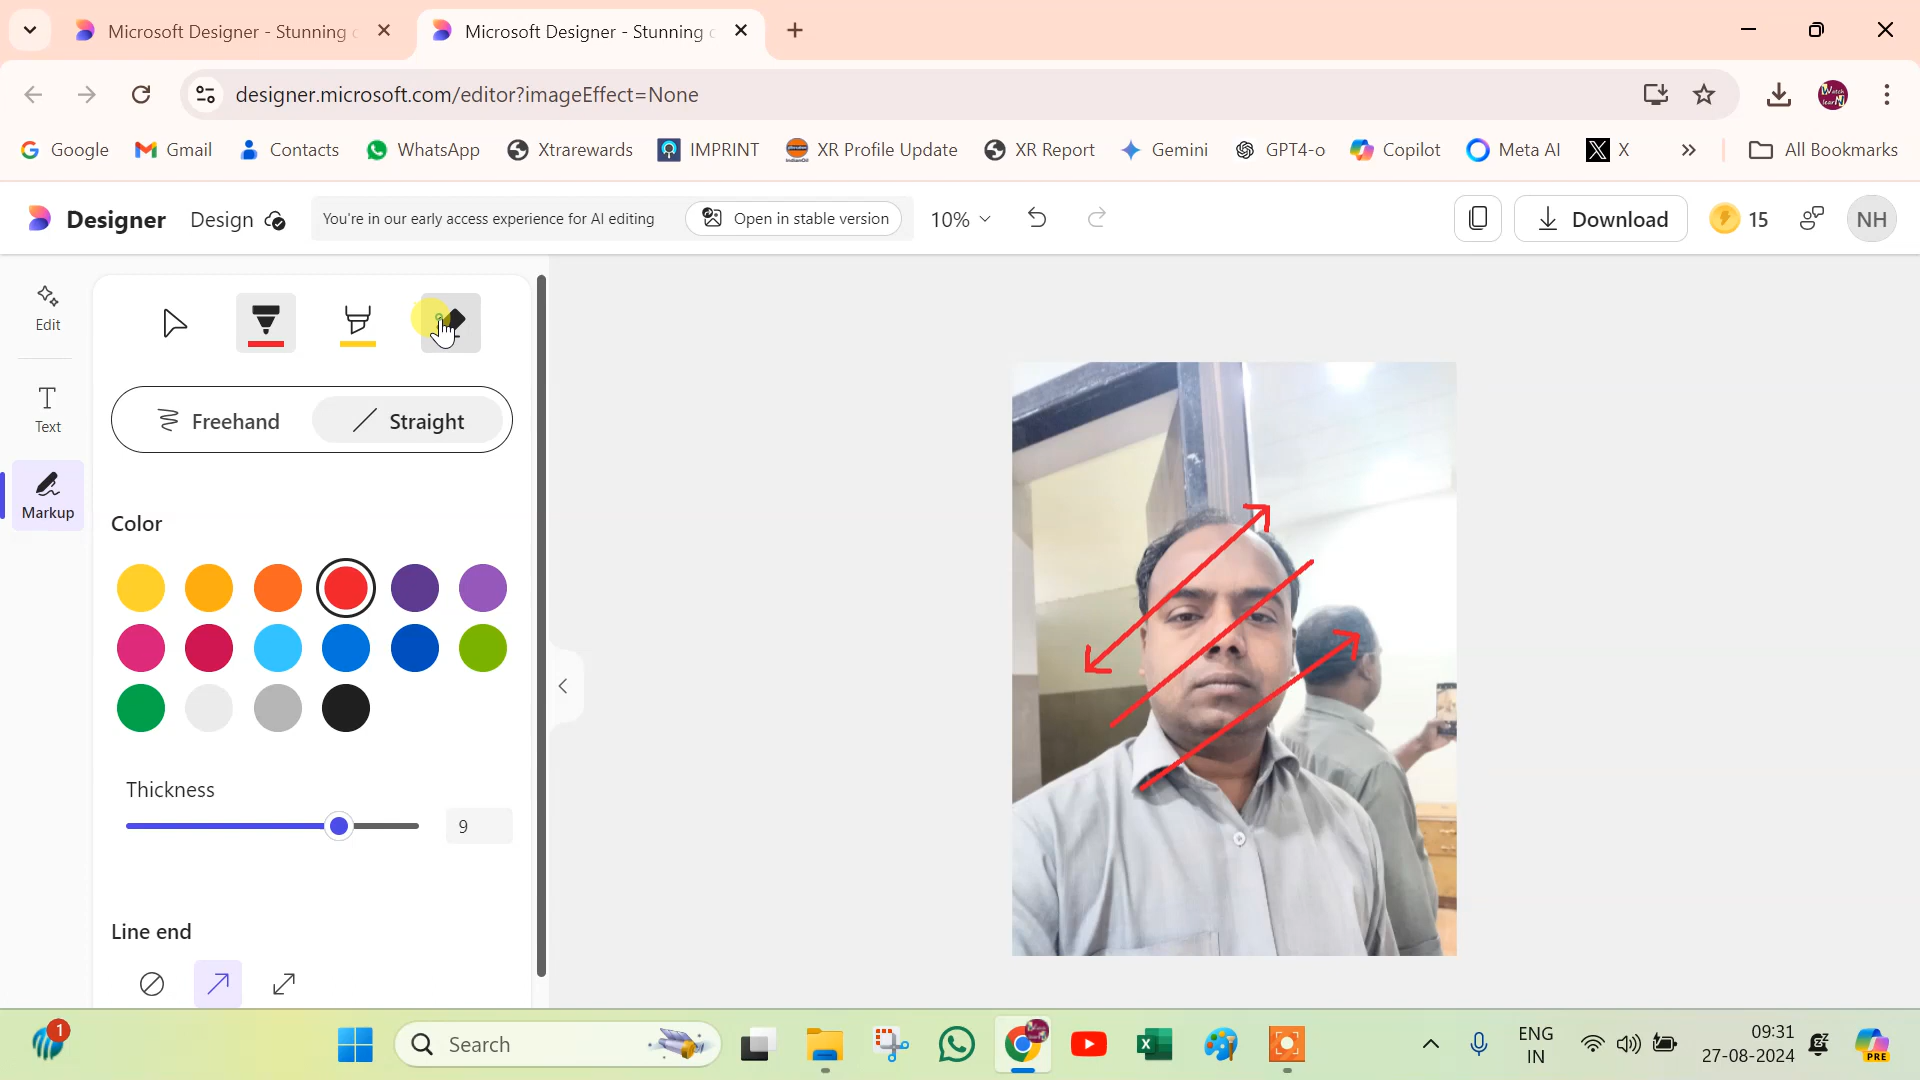 Microsoft Designer - Stunning
Microsoft Designer - Stunning
designer.microsoft.com/editor?imageEffect=None
Google
Gmail
Contacts
WhatsApp
Xtrarewards
IMPRINT
XR Profile Update
XR Report
Gemini
GPT4-o
Copilot
Meta AI
X
All Bookmarks
Designer
Design
You're in our early access experience for AI editing
Open in stable version
10%
Download
15
NH
Edit
Text
Markup
Freehand
Straight
Color
Thickness
9
Line end
1
Search
ENG
IN
09:31
27-08-2024
PRE